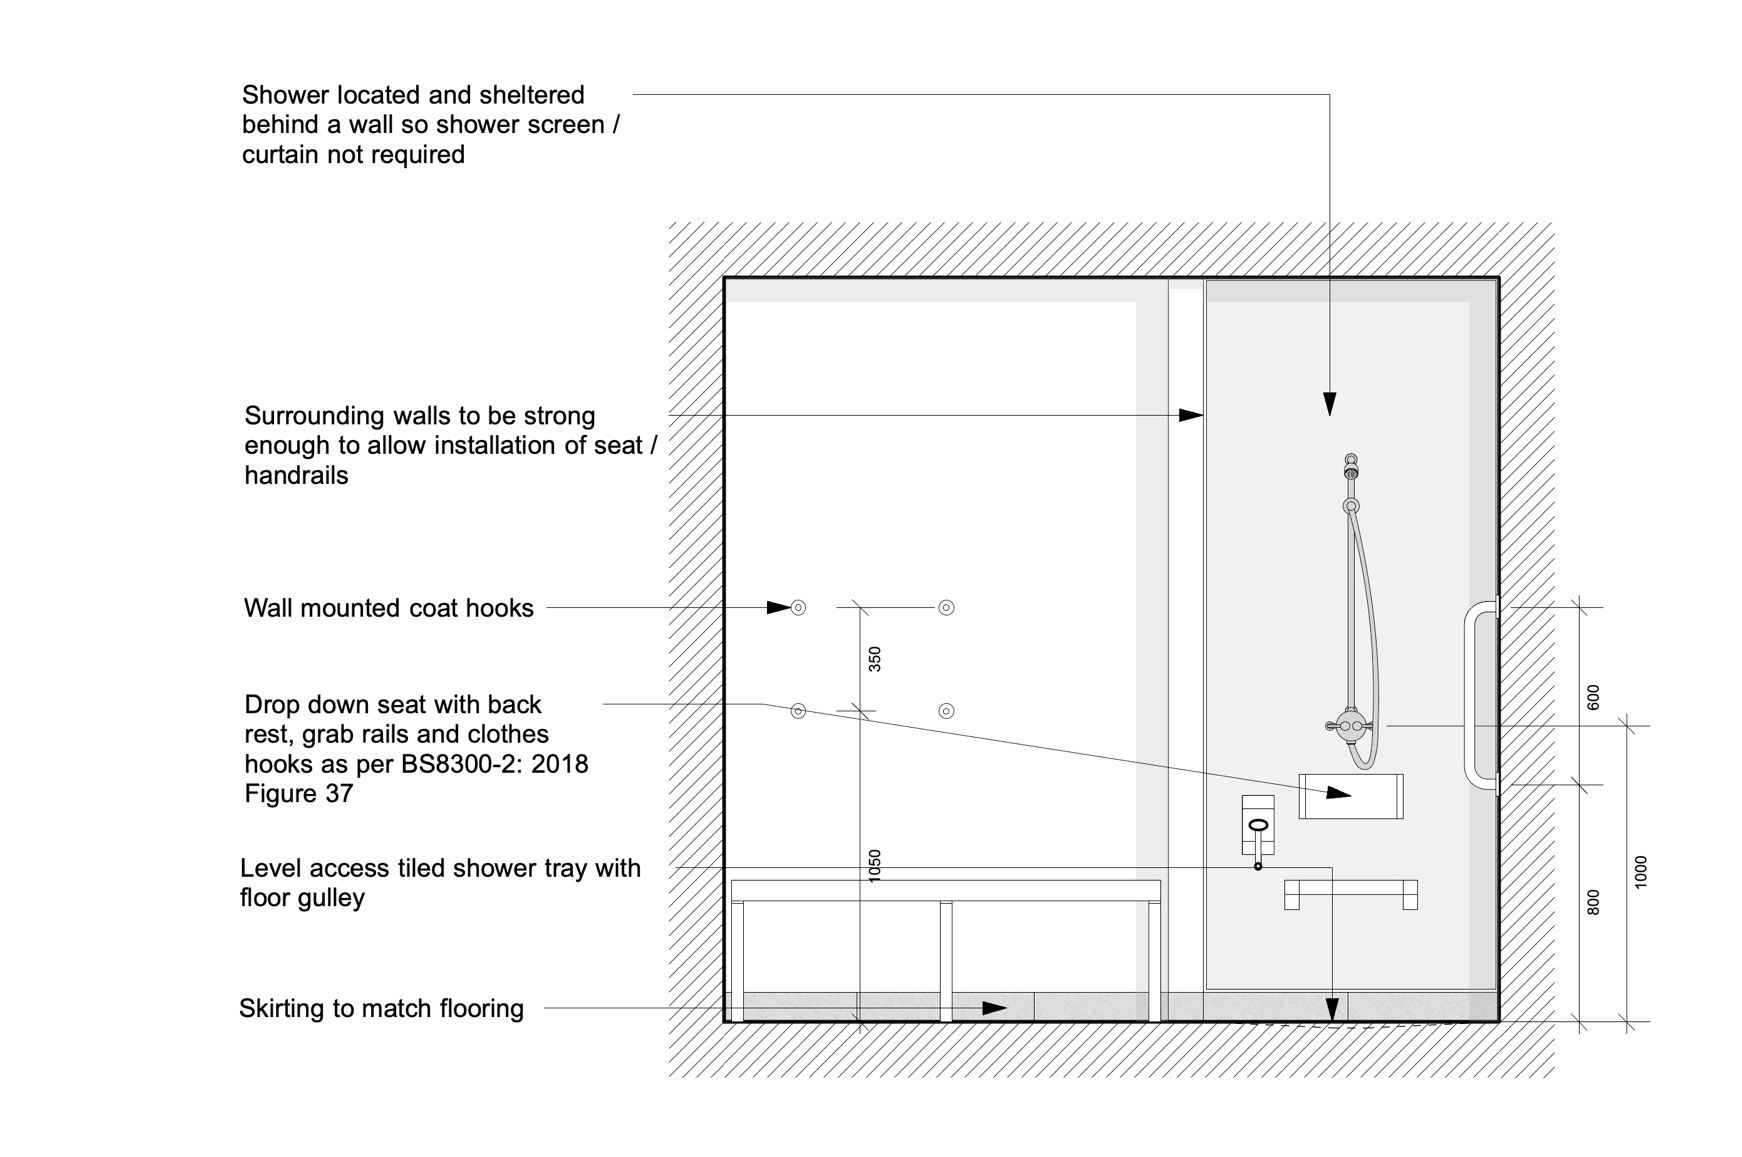 Shower located and sheltered
behind a wall so shower screen /
curtain not required
Surrounding walls to be strong
enough to allow installation of seat /
handrails
Wall mounted coat hooks
350
600
Drop down seat with back
rest, grab rails and clothes
hooks as per BS8300-2: 2018
Figure 37
Level access tiled shower tray with
floor gulley
1050
1000
800
Skirting to match flooring